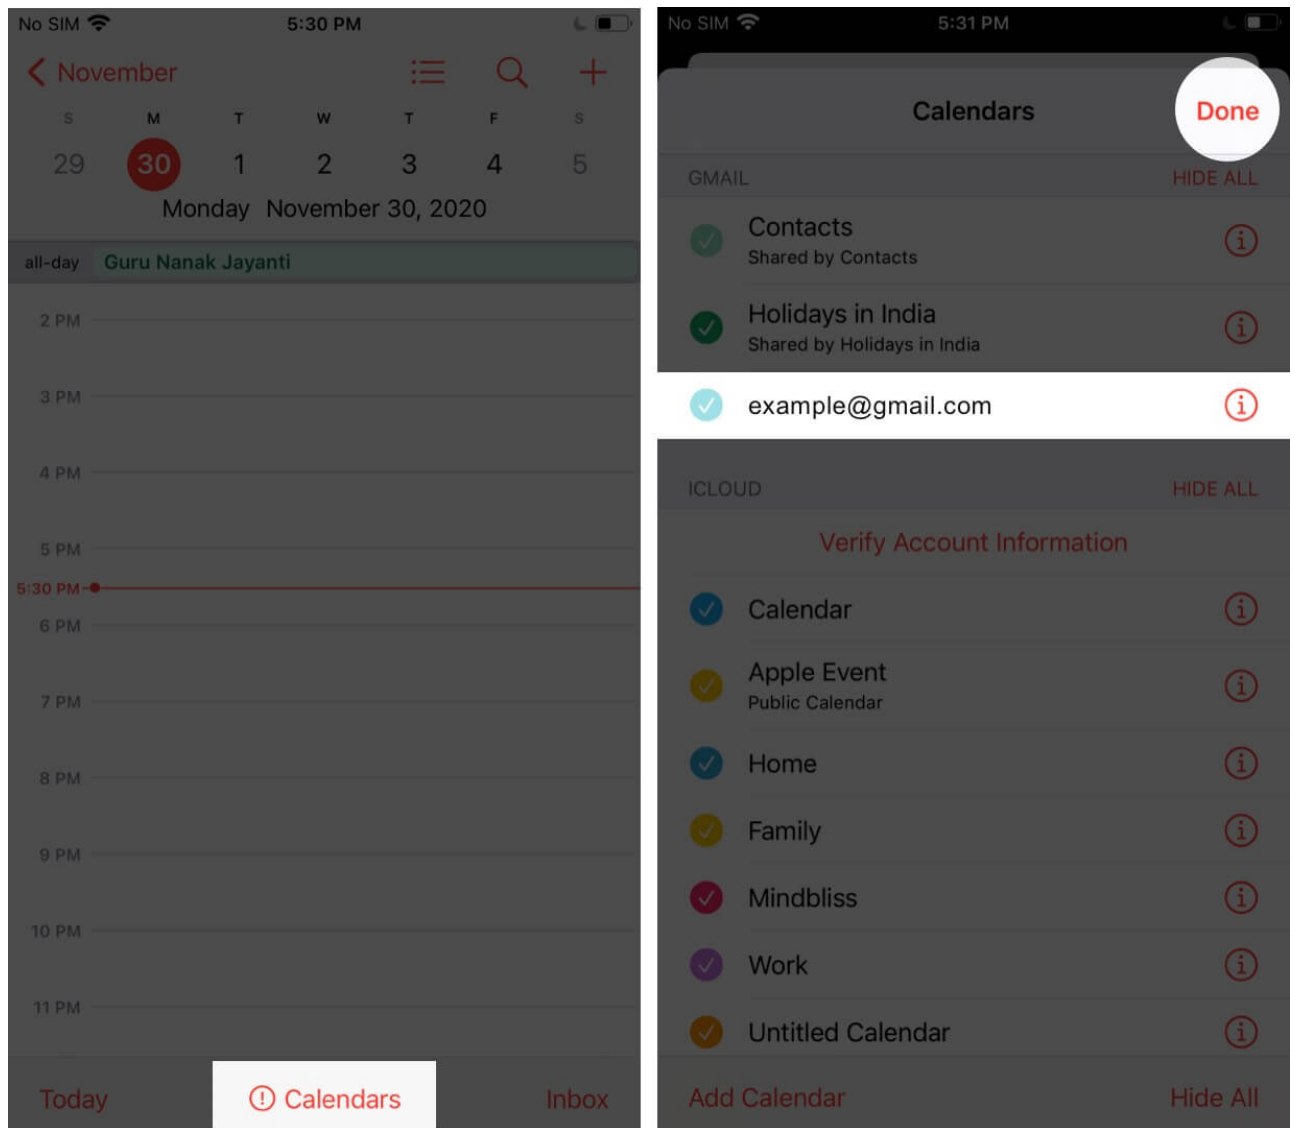 No SIM
5:30 PM
November
S M T W T F S
29 30 1 2 3 4 5
Monday November 30, 2020
all-day Guru Nanak Jayanti
2 PM
3 PM
4 PM
5 PM
5:30 PM
6 PM
7 PM
8 PM
9 PM
10 PM
11 PM
Today Calendars Inbox
No SIM
5:31 PM
Calendars Done
GMAIL HIDE ALL
Contacts
Shared by Contacts
Holidays in India
Shared by Holidays in India
example@gmail.com
ICLOUD HIDE ALL
Verify Account Information
Calendar
Apple Event
Public Calendar
Home
Family
Mindbliss
Work
Untitled Calendar
Add Calendar Hide All